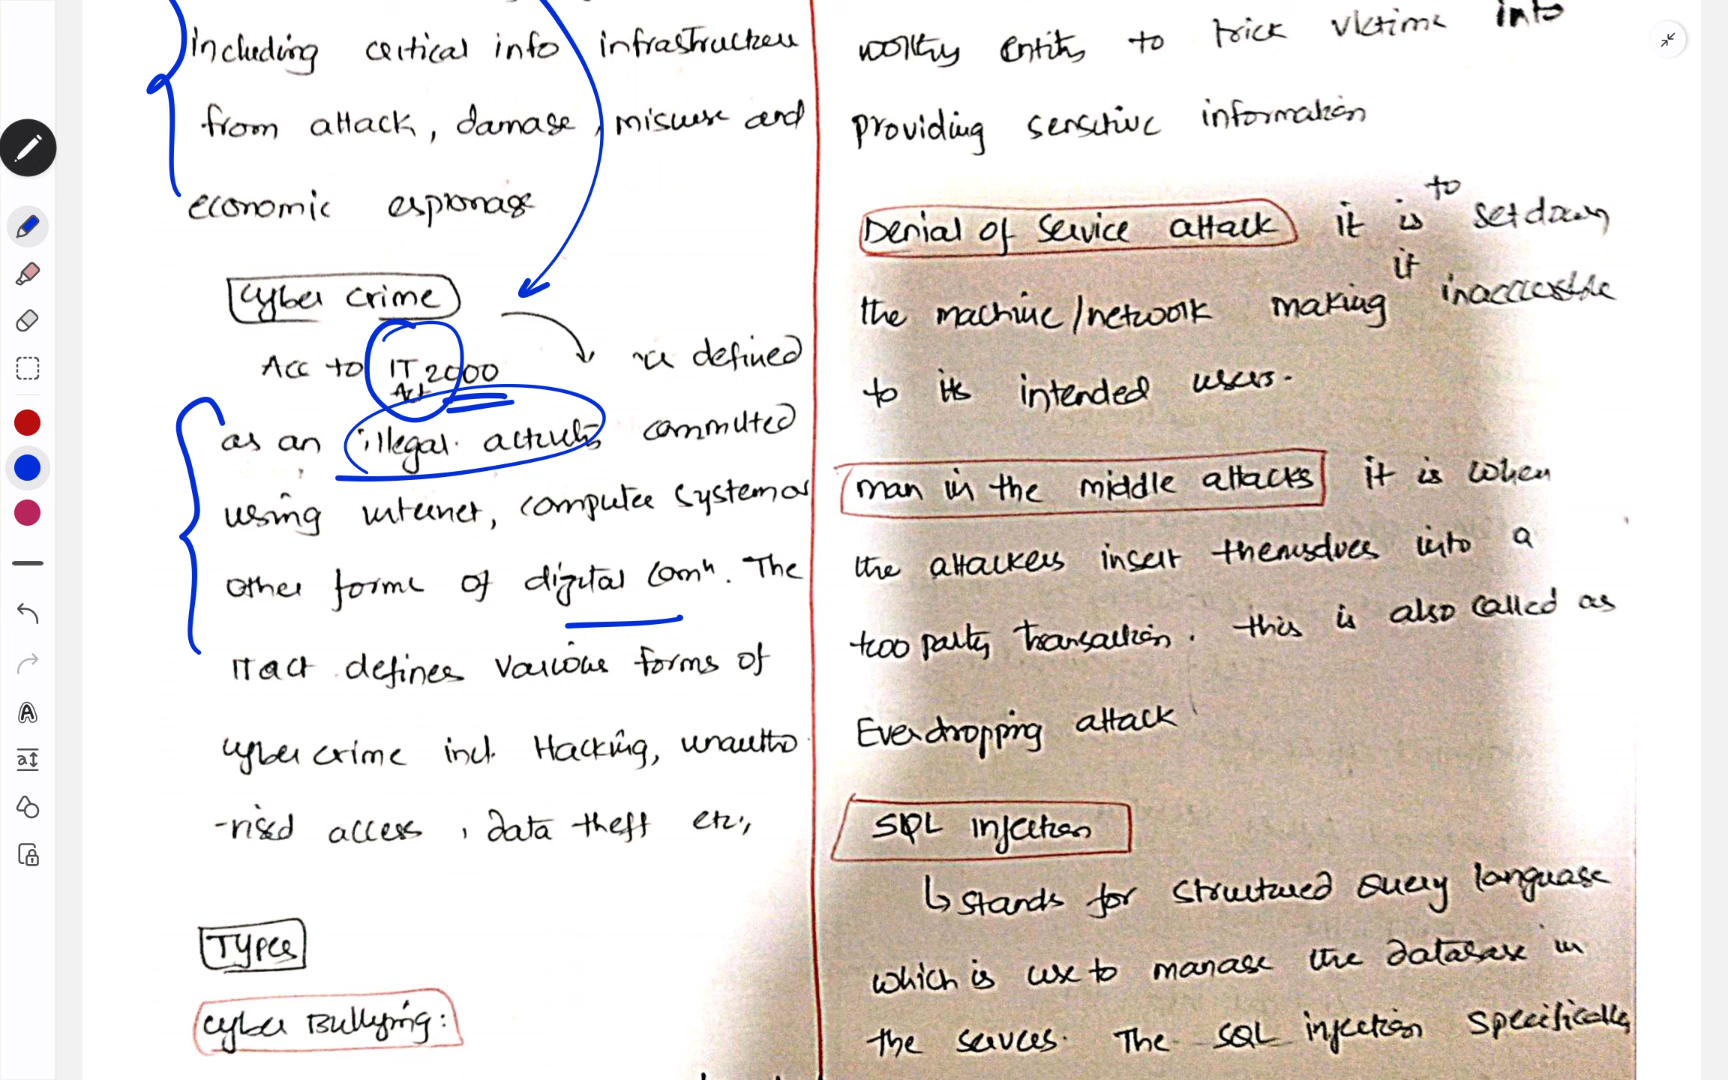 including critical info infrastructure
from attack, damage, misuse and
economic espionage
Cyber Crime
Acc to IT Act 2000 is defined
as an illegal activity committed
using internet, computer system or
other forms of digital Comn. The
IT act defines various forms of
cyber crime incl. Hacking, unautho
-rised access, data theft etc.,
Types
Cyber Bullying:
worthy entity to trick victims into
providing sensitive information
Denial of Service attack it is to setdown
the machine/network making it inaccessible
to its intended users.
man in the middle attacks it is when
the attackers insert themselves into a
two party transaction. this is also called as
Evesdropping attack
SQL injection
↳ stands for structured query language
which is use to manage the database in
the servers. The SQL injection specifically